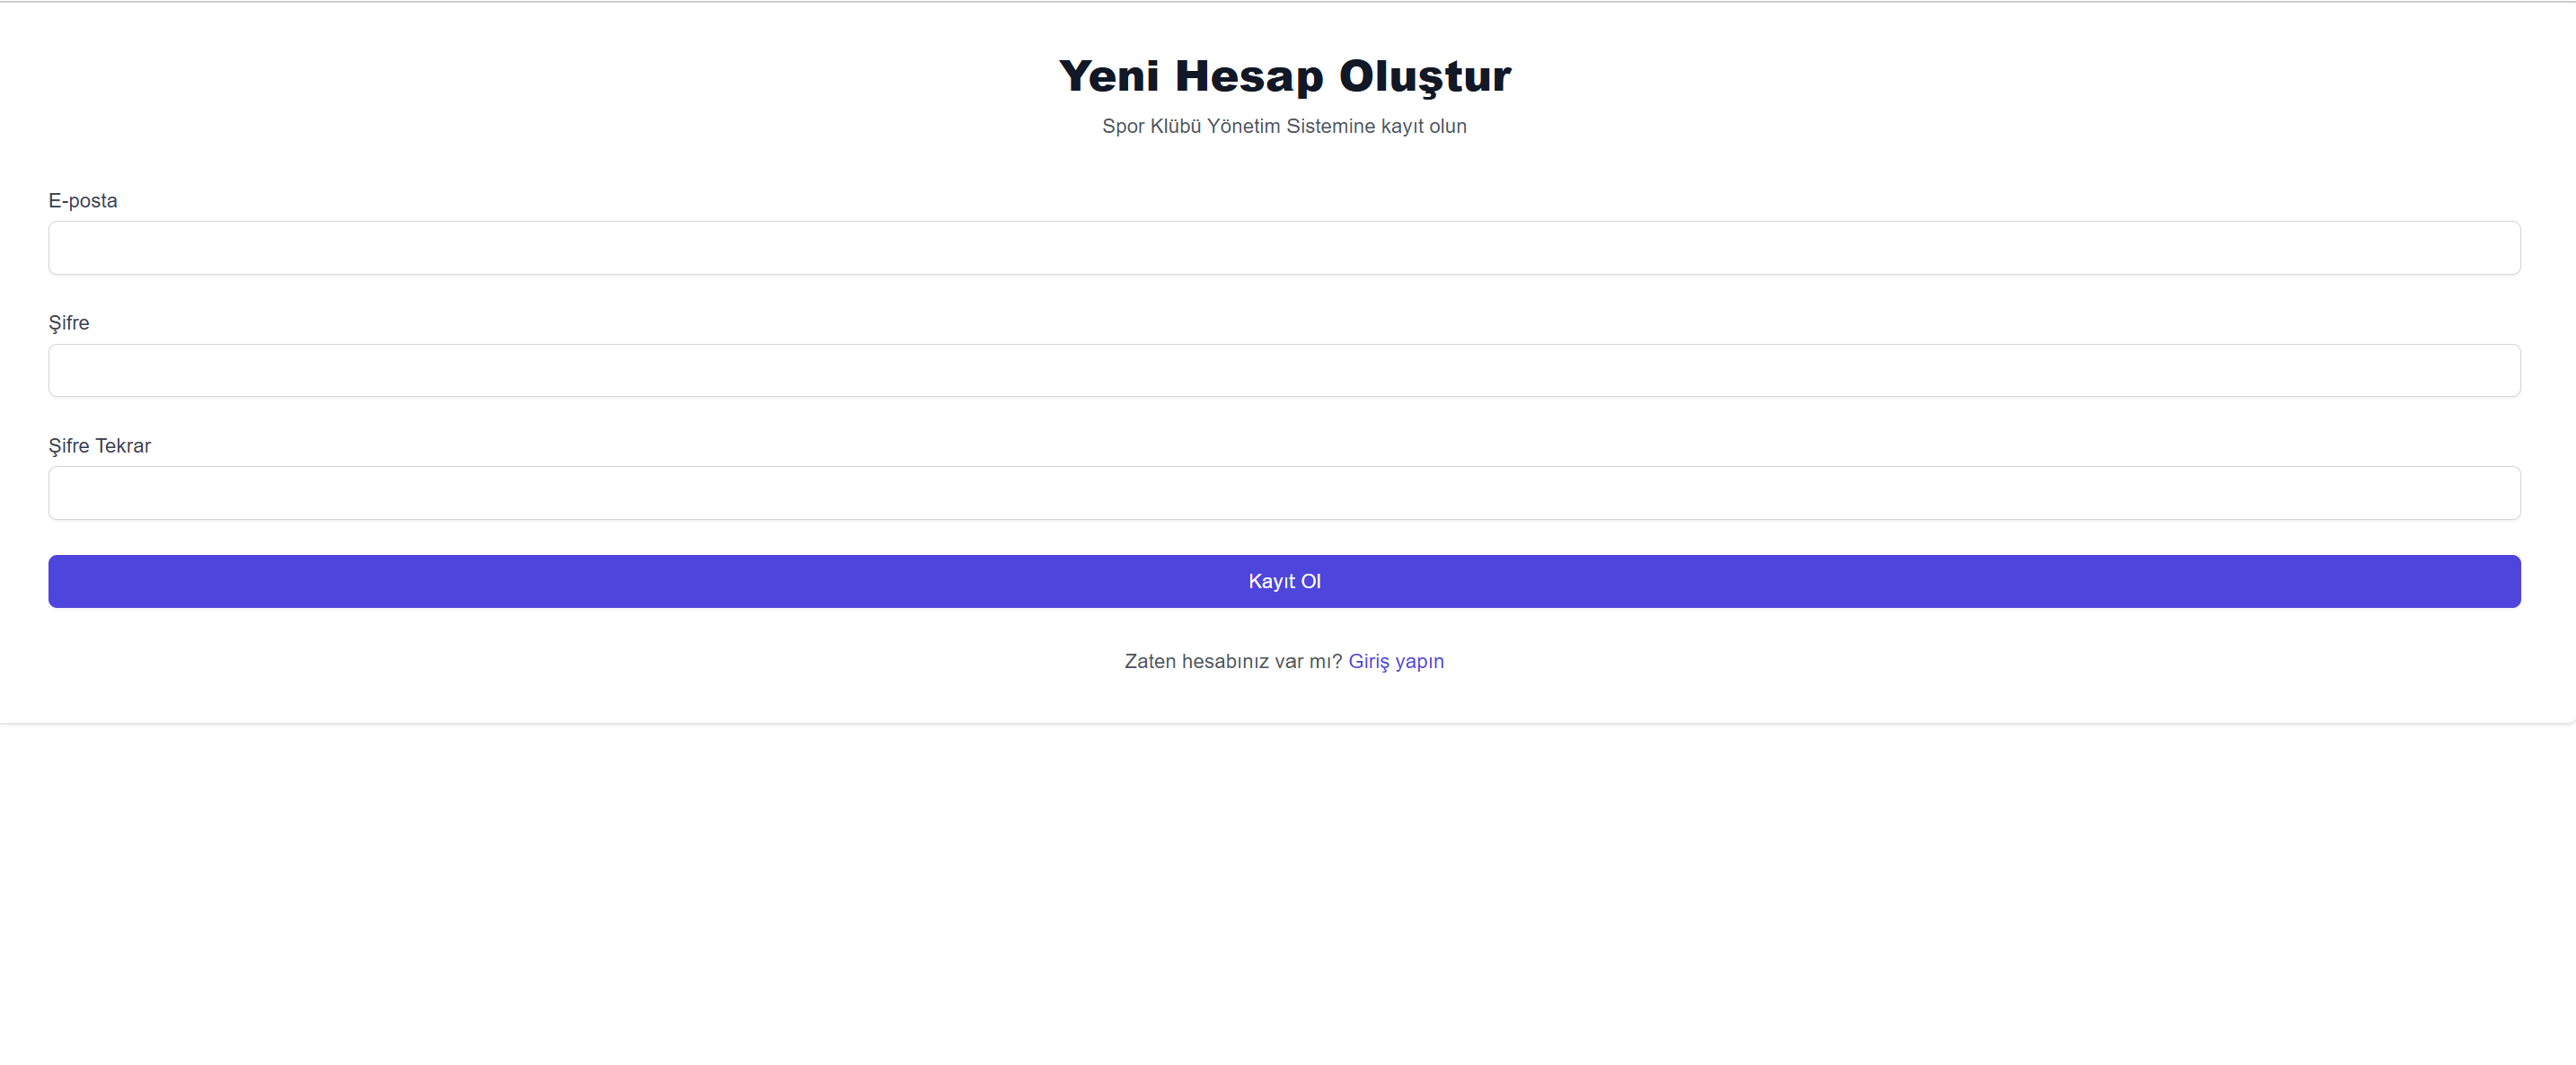 Yeni Hesap Oluştur
Spor Klübü Yönetim Sistemine kayıt olun
E-posta
Şifre
Şifre Tekrar
Kayıt Ol
Zaten hesabınız var mı? Giriş yapın